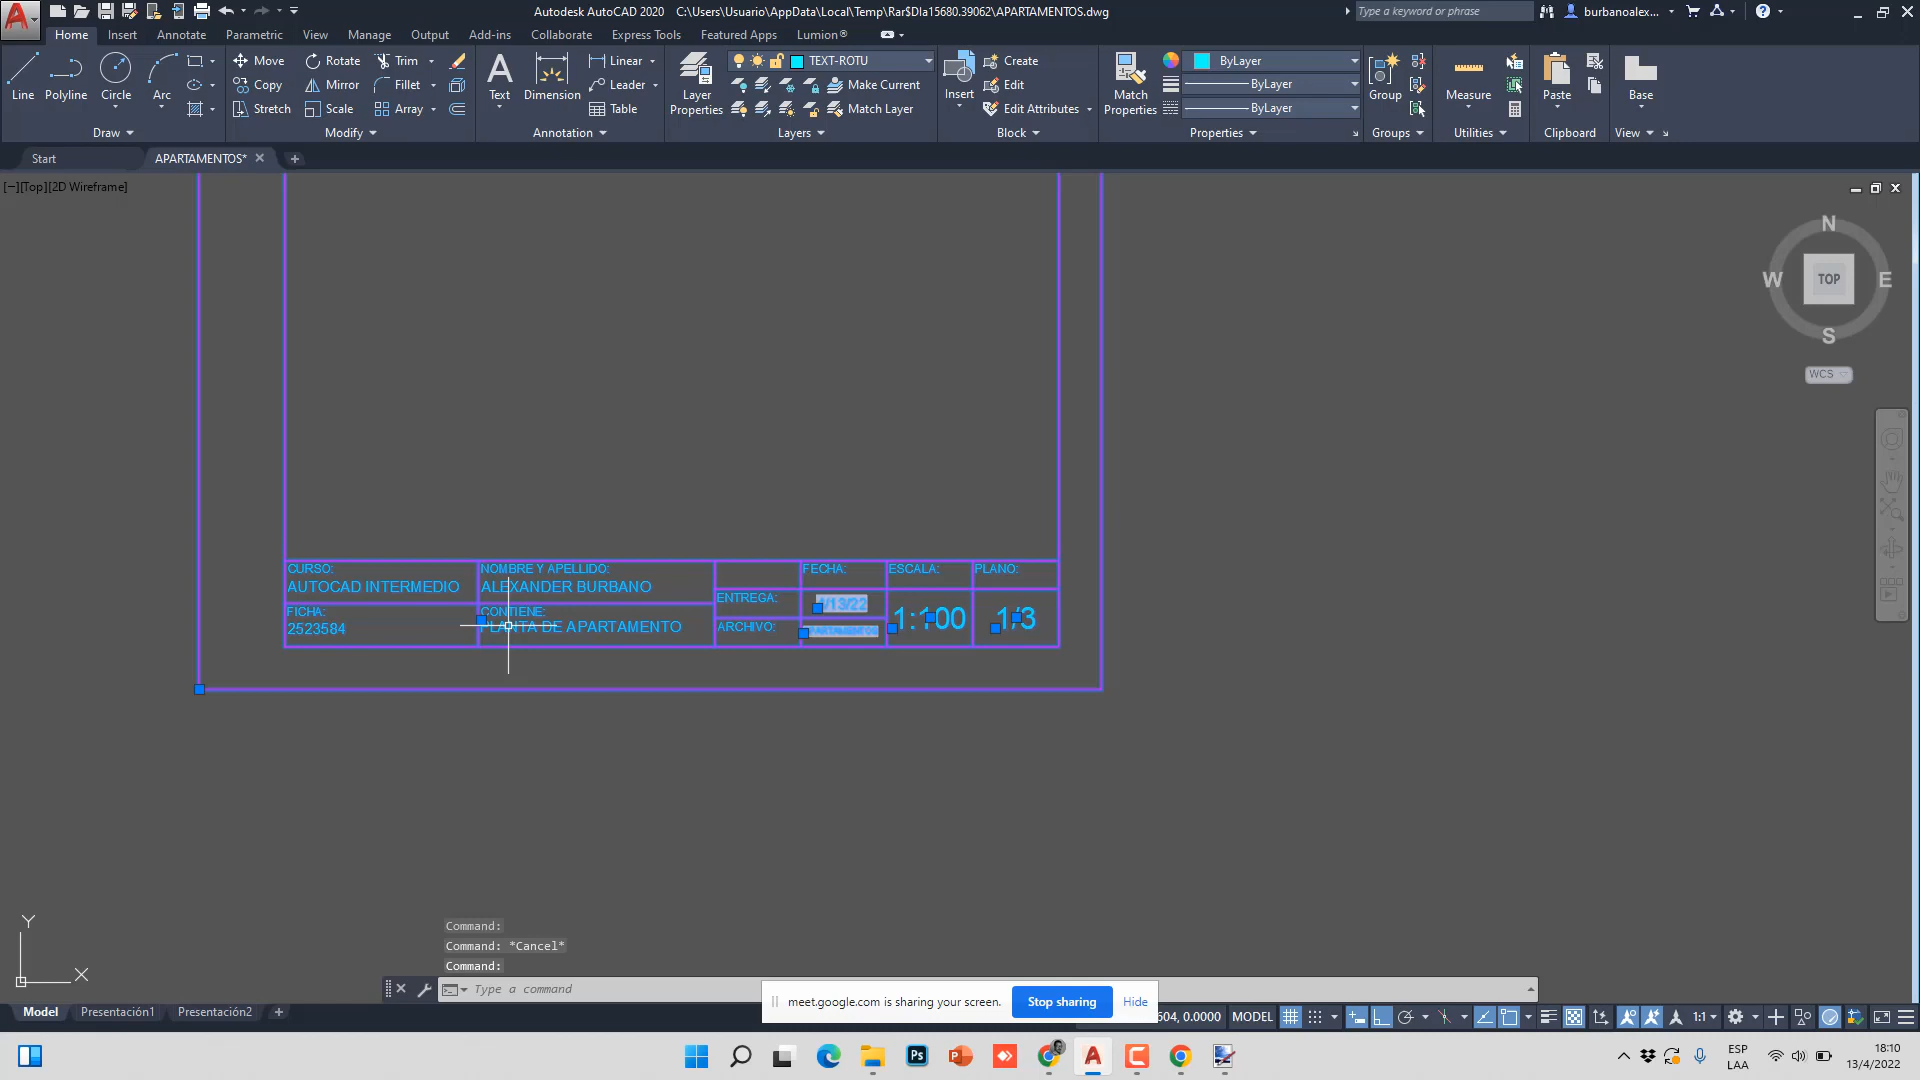 Autodesk AutoCAD 2020 C:\Users\Usuario\AppData\Local\Temp\Rar$DIa15680.39062\APARTAMENTOS.dwg
Type a keyword or phrase
burbanoalex...
Home Insert Annotate Parametric View Manage Output Add-ins Collaborate Express Tools Featured Apps Lumion®
Line Polyline Circle Arc
Move Rotate Trim
Copy Mirror Fillet
Stretch Scale Array
Text Dimension
Linear
Leader
Table
Layer Properties
TEXT-ROTU
Make Current
Match Layer
Insert
Create
Edit
Edit Attributes
Match Properties
ByLayer
ByLayer
ByLayer
Group
Measure
Paste
Base
Draw Modify Annotation Layers Block Properties Groups Utilities Clipboard View
Start APARTAMENTOS*
[−][Top][2D Wireframe]
N
W TOP E
S
WCS
CURSO:
AUTOCAD INTERMEDIO
FICHA:
2523584
NOMBRE Y APELLIDO:
ALEXANDER BURBANO
CONTIENE:
PLANTA DE APARTAMENTO
ENTREGA:
ARCHIVO:
FECHA:
4/13/22
ESCALA:
1:100
PLANO:
1/3
Y
X
Command:
Command: *Cancel*
Command:
Type a command
meet.google.com is sharing your screen. Stop sharing Hide
Model Presentación1 Presentación2
604, 0.0000 MODEL
1:1
ESP
LAA
18:10
13/4/2022